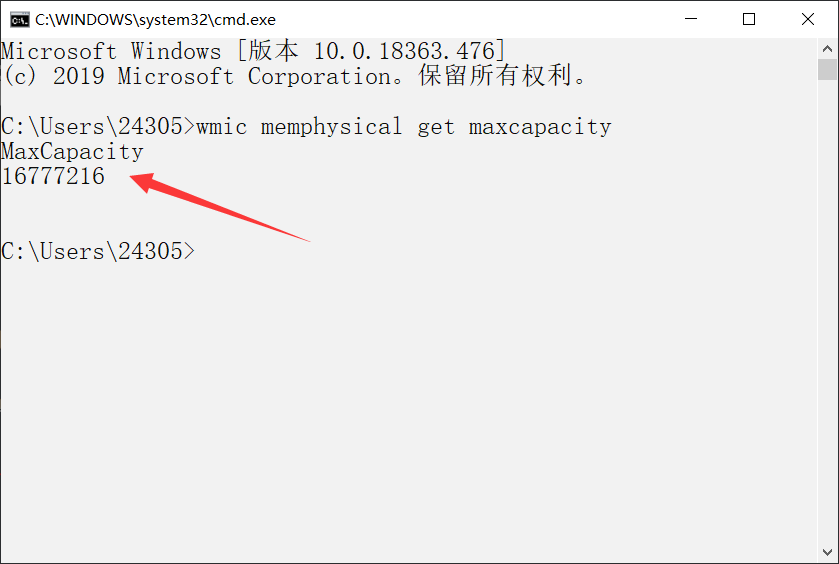 C:\WINDOWS\system32\cmd.exe
Microsoft Windows [版本 10.0.18363.476]
(c) 2019 Microsoft Corporation。保留所有权利。
C:\Users\24305>wmic memphysical get maxcapacity
MaxCapacity
16777216
C:\Users\24305>